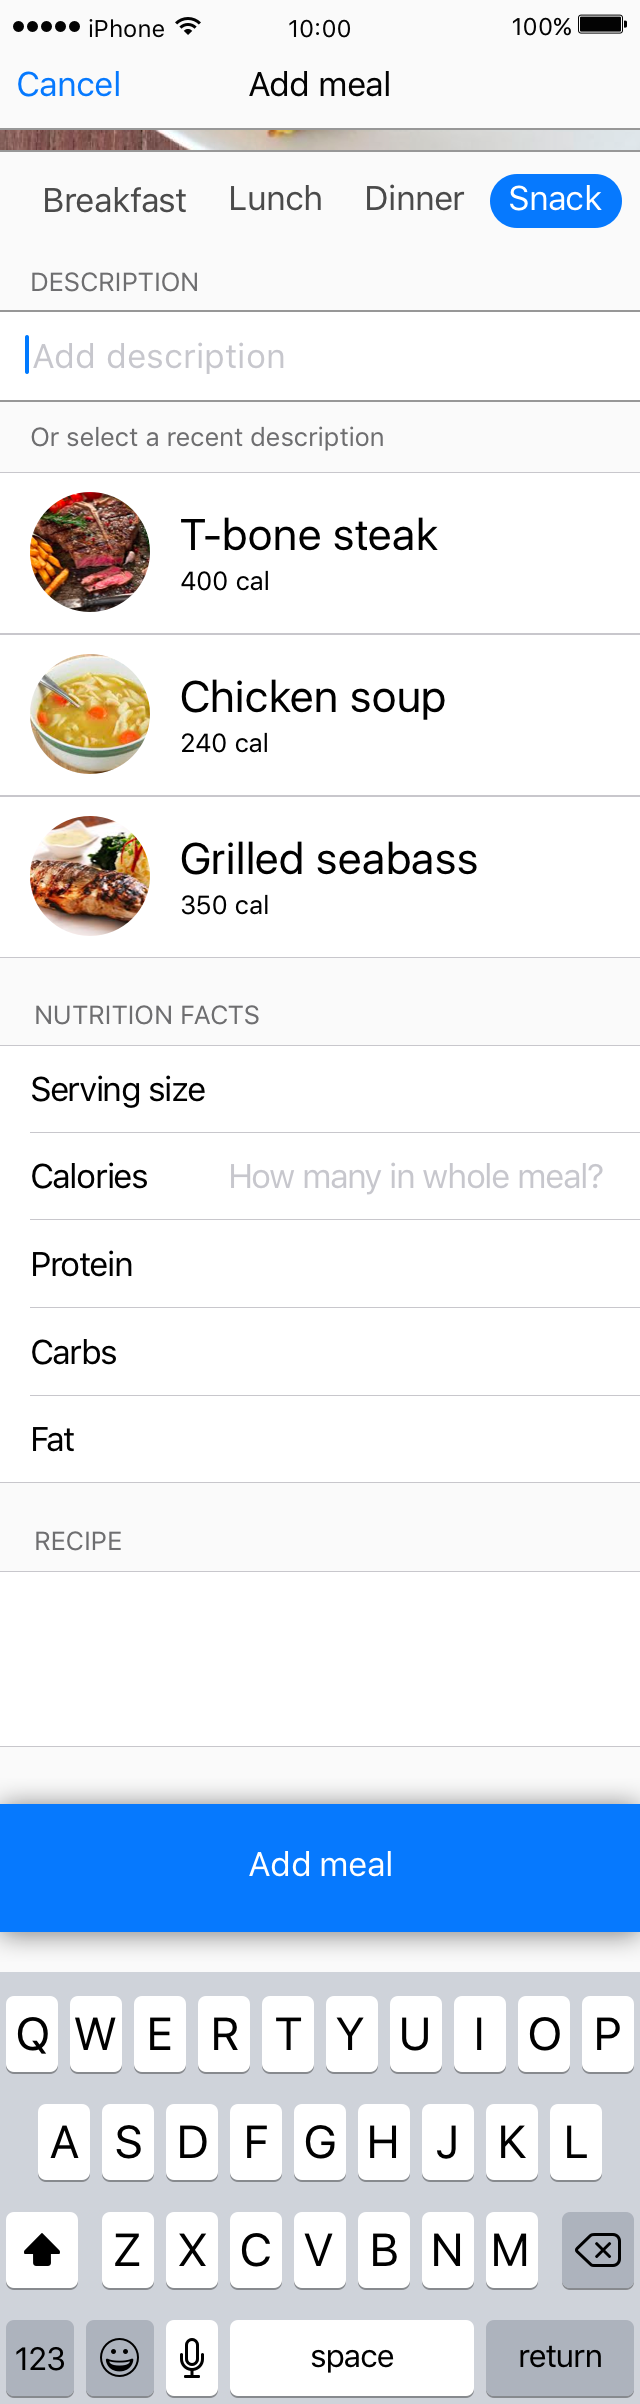 iPhone 10:00 100%
Cancel Add meal
Breakfast Lunch Dinner Snack
DESCRIPTION
Add description
Or select a recent description
T-bone steak
400 cal
Chicken soup
240 cal
Grilled seabass
350 cal
NUTRITION FACTS
Serving size
Calories How many in whole meal?
Protein
Carbs
Fat
RECIPE
Add meal
Q W E R T Y U I O P
A S D F G H J K L
Z X C V B N M
123 space return